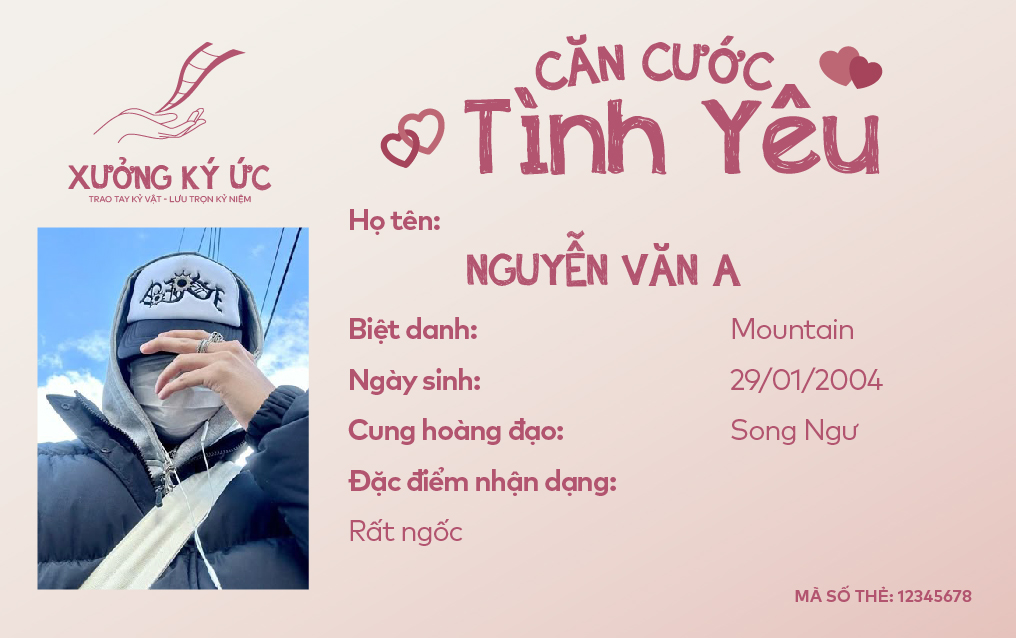 XƯỞNG KÝ ỨC
TRAO TAY KỶ VẬT - LƯU TRỌN KỶ NIỆM
CĂN CƯỚC
Tình Yêu
Họ tên:
NGUYỄN VĂN A
Biệt danh: Mountain
Ngày sinh: 29/01/2004
Cung hoàng đạo: Song Ngư
Đặc điểm nhận dạng:
Rất ngốc
MÃ SỐ THẺ: 12345678